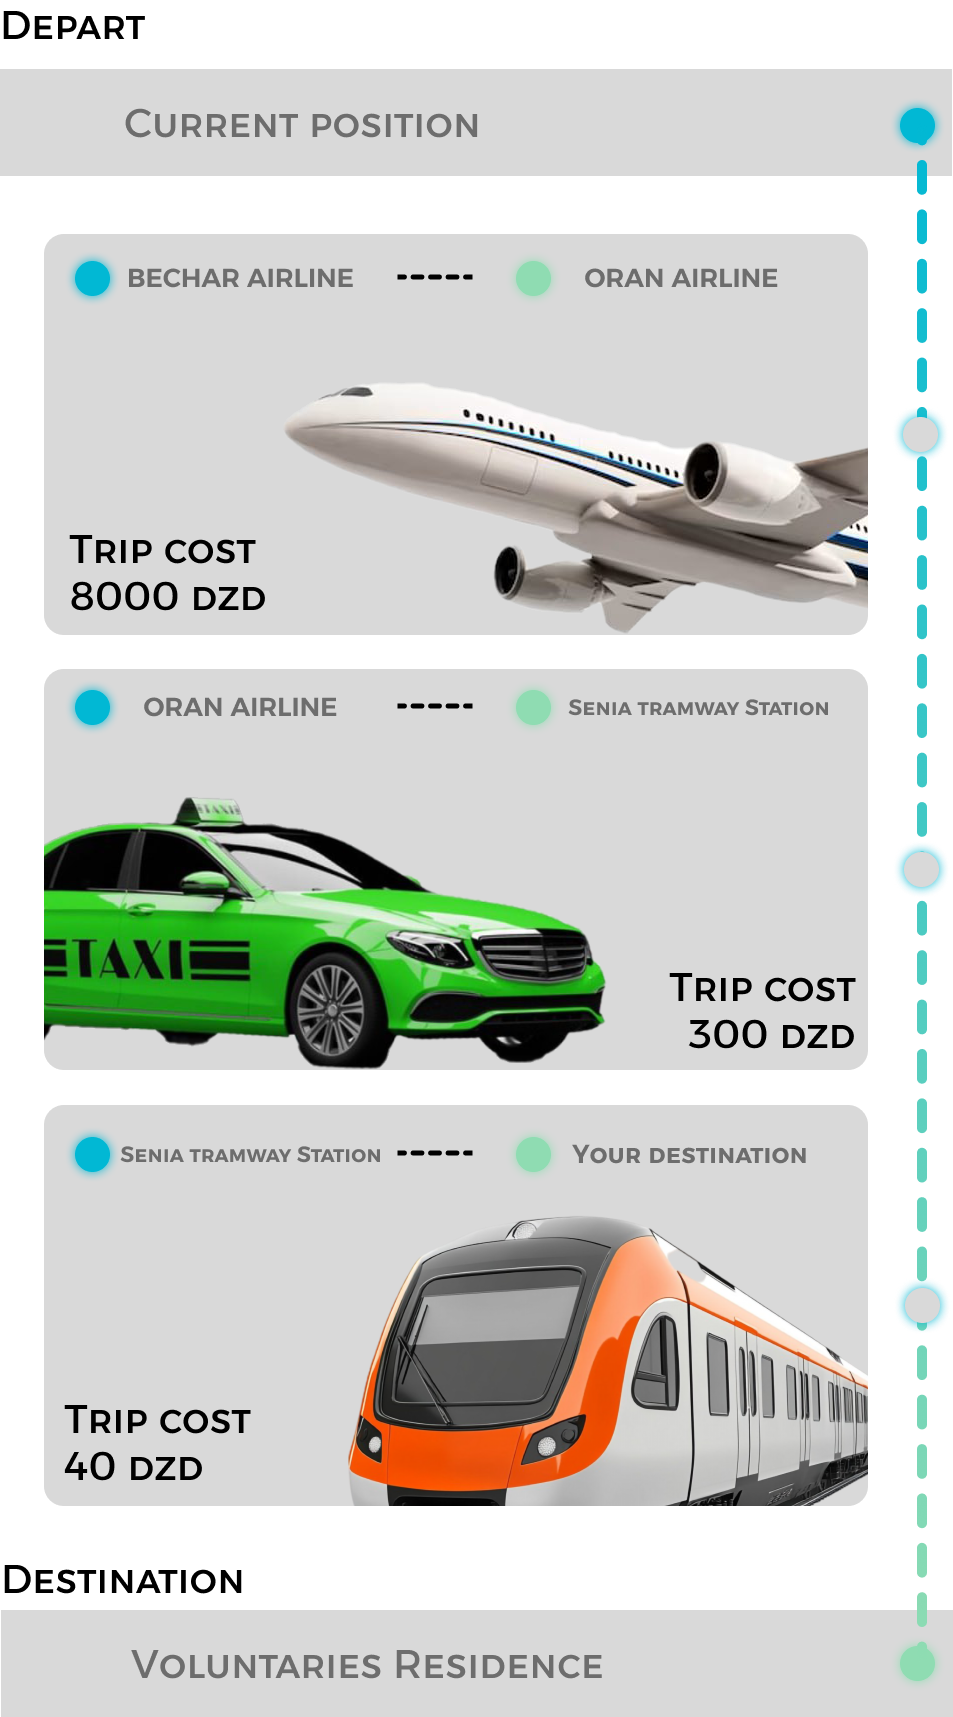 Depart
Current position
BECHAR AIRLINE ORAN AIRLINE
Trip cost
8000 DZD
ORAN AIRLINE Senia tramway Station
TAXI
TAXI
Trip cost
300 DZD
Senia tramway Station Your destination
Trip cost
40 DZD
Destination
Voluntaries Residence